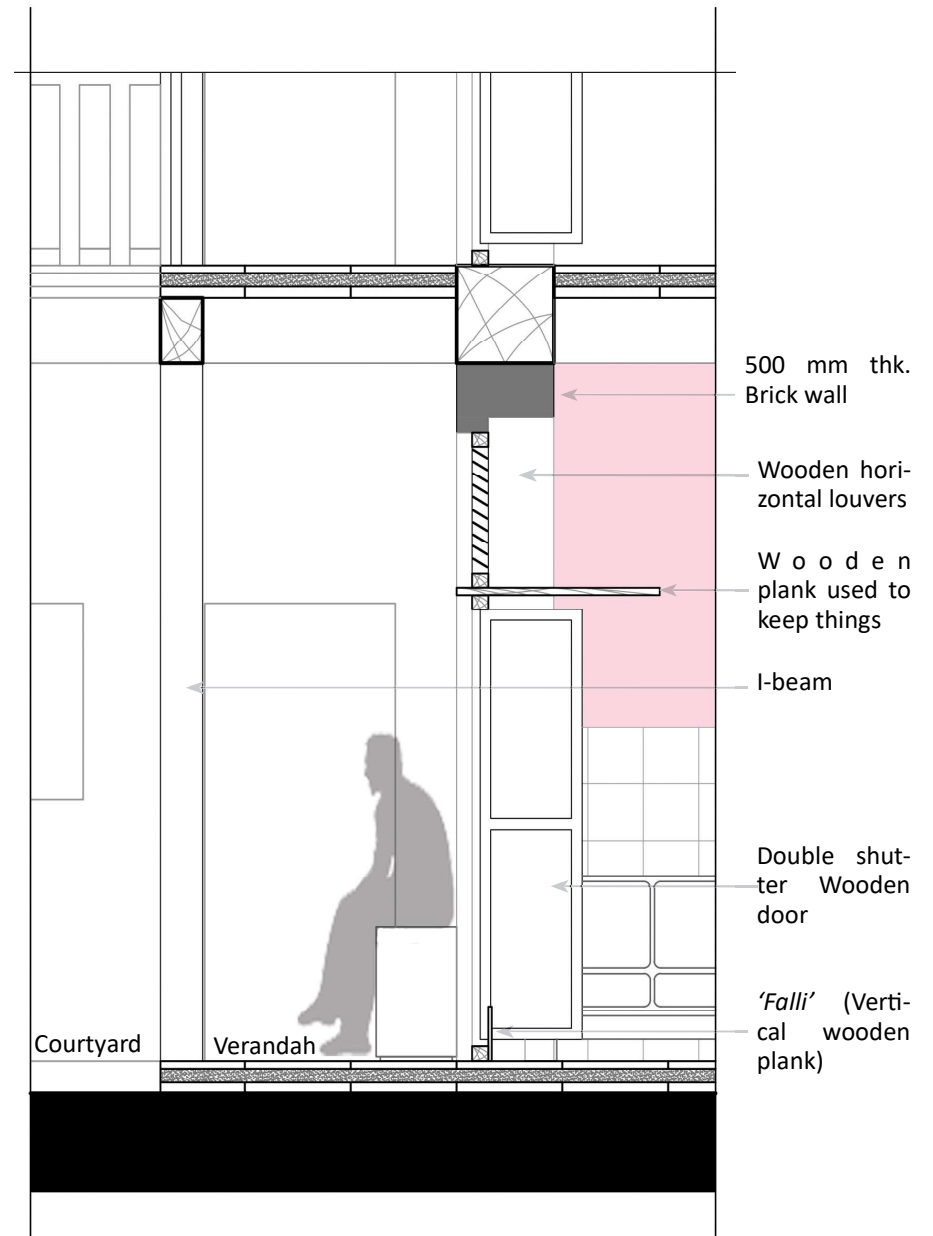 500 mm thk.
Brick wall
Wooden hori-
zontal louvers
W o o d e n
plank used to
keep things
I-beam
Double shut-
ter Wooden
door
‘Falli’ (Verti-
cal wooden
plank)
Courtyard
Verandah